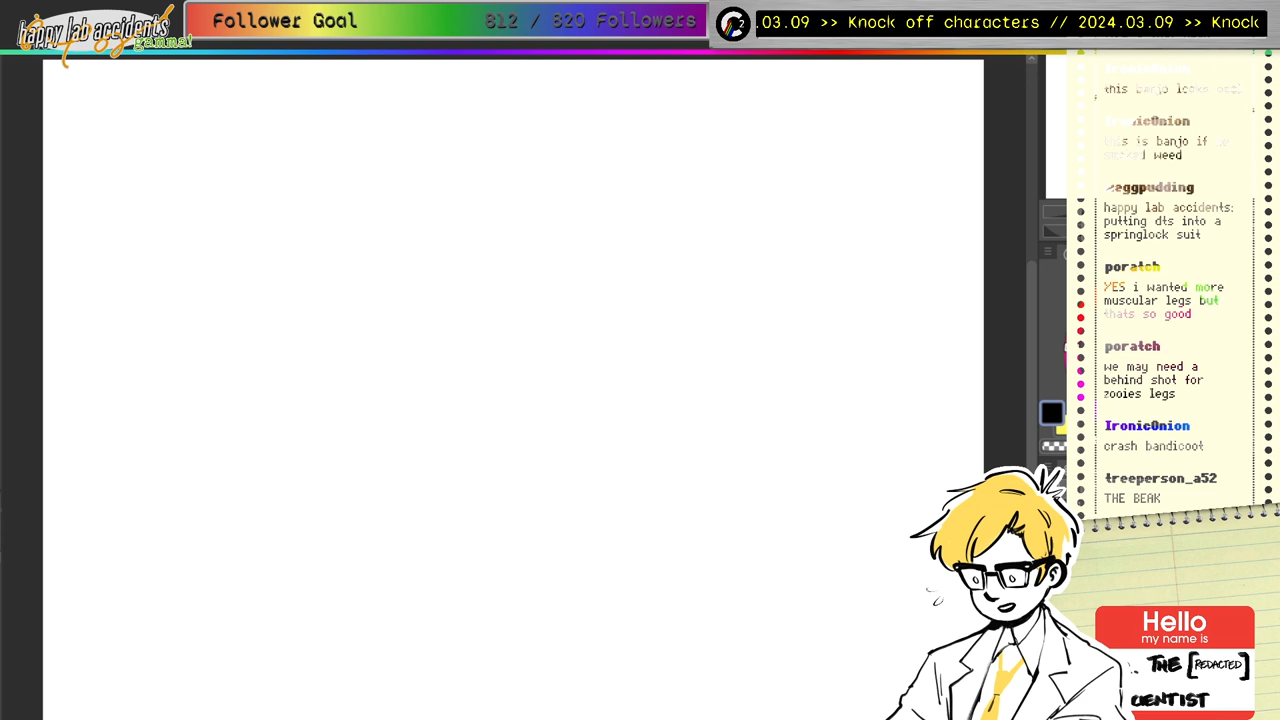 happy lab accidents
gamma!
Follower Goal
812 / 820 Followers
.03.09 >> Knock off characters // 2024.03.09 >> Knock
this banjo looks
IronicOnion
this is banjo if he
smoked weed
eggpudding
happy lab accidents:
putting dts into a
springlock suit
poratch
YES i wanted more
muscular legs but
thats so good
poratch
we may need a
behind shot for
zooies legs
IronicOnion
crash bandicoot
treeperson_a52
THE BEAK
Hello
my name is
THE [REDACTED]
CIENTIST